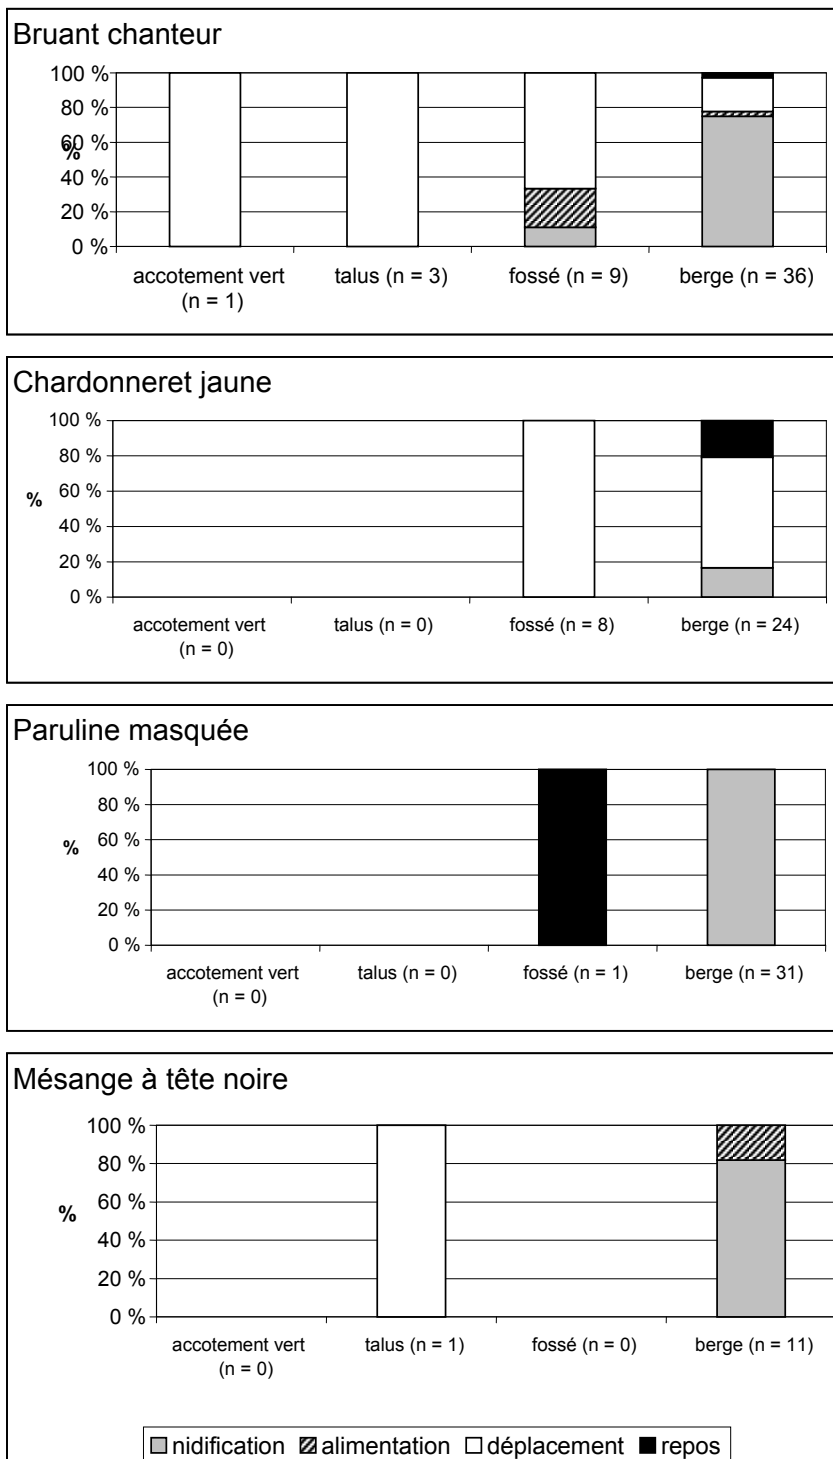 Bruant chanteur
100 %
80 %
60 %
40 %
20 %
0 %
%
accotement vert
(n = 1)
talus (n = 3)
fossé (n = 9)
berge (n = 36)
Chardonneret jaune
100 %
80 %
60 %
40 %
20 %
0 %
%
accotement vert
(n = 0)
talus (n = 0)
fossé (n = 8)
berge (n = 24)
Paruline masquée
100 %
80 %
60 %
40 %
20 %
0 %
%
accotement vert
(n = 0)
talus (n = 0)
fossé (n = 1)
berge (n = 31)
Mésange à tête noire
100 %
80 %
60 %
40 %
20 %
0 %
%
accotement vert
(n = 0)
talus (n = 1)
fossé (n = 0)
berge (n = 11)
nidification alimentation déplacement repos